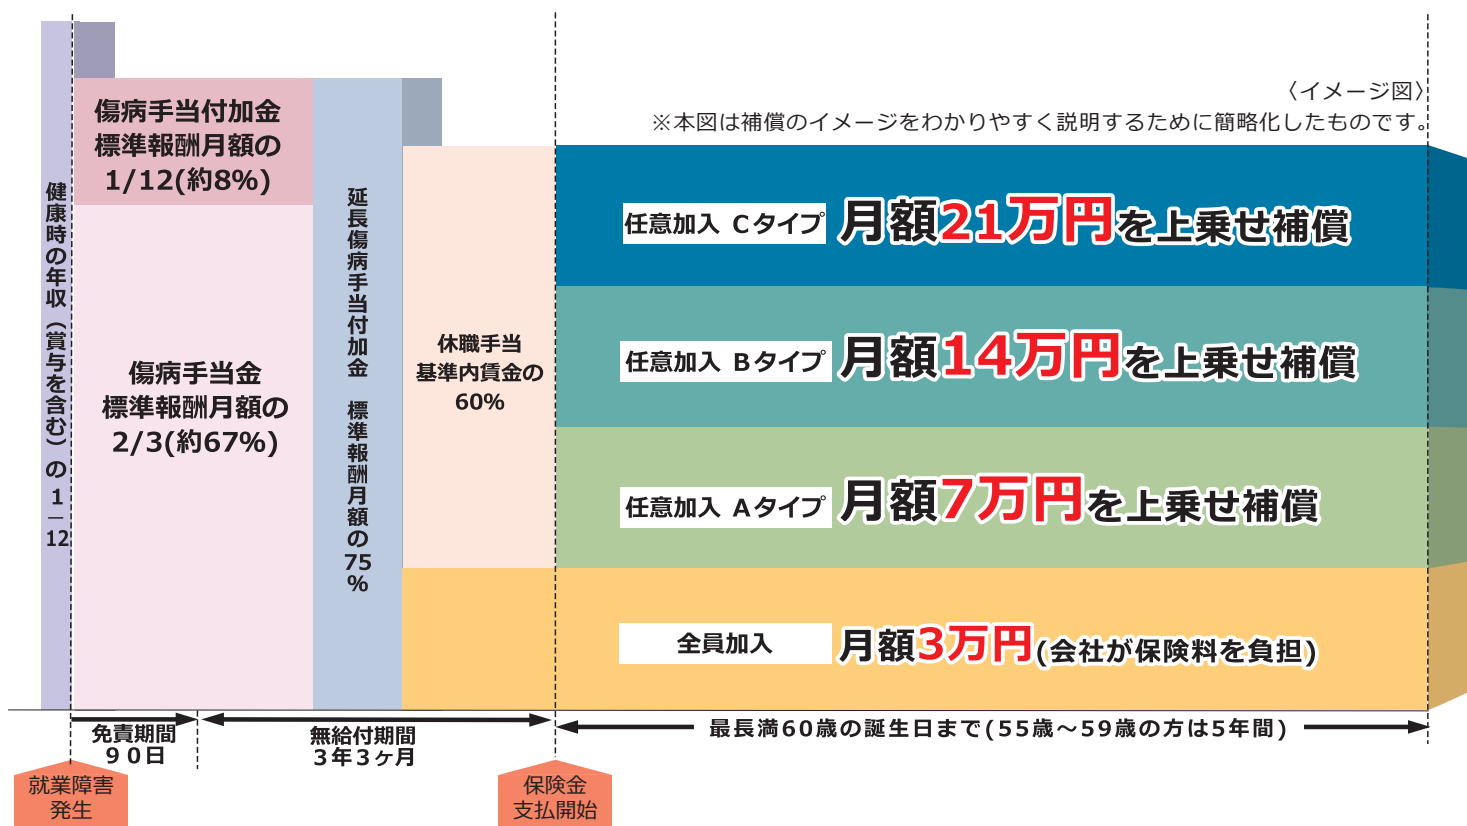 〈イメージ図〉
※本図は補償のイメージをわかりやすく説明するために簡略化したものです。
健康時の年収（賞与を含む）の1―12
傷病手当付加金
標準報酬月額の
1/12(約8%)
傷病手当金
標準報酬月額の
2/3(約67%)
延長傷病手当付加金　標準報酬月額の75%
休職手当
基準内賃金の
60%
任意加入 Cタイプ 月額21万円を上乗せ補償
任意加入 Bタイプ 月額14万円を上乗せ補償
任意加入 Aタイプ 月額7万円を上乗せ補償
全員加入 月額3万円(会社が保険料を負担)
免責期間
９０日
無給付期間
３年３ヶ月
最長満60歳の誕生日まで(55歳～59歳の方は5年間)
就業障害
発生
保険金
支払開始